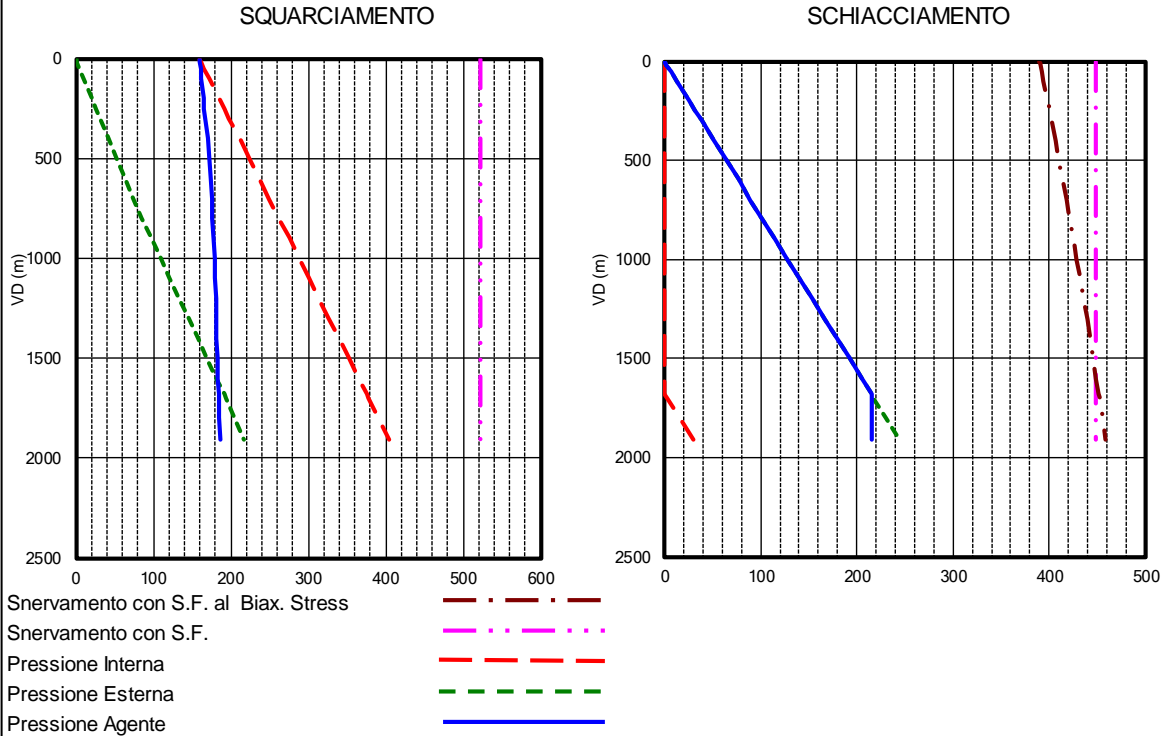 SQUARCIAMENTO
0
500
1000
1500
2000
2500
VD (m)
0 100 200 300 400 500 600
SCHIACCIAMENTO
0
500
1000
1500
2000
2500
VD (m)
0 100 200 300 400 500
Snervamento con S.F. al Biax. Stress
Snervamento con S.F.
Pressione Interna
Pressione Esterna
Pressione Agente